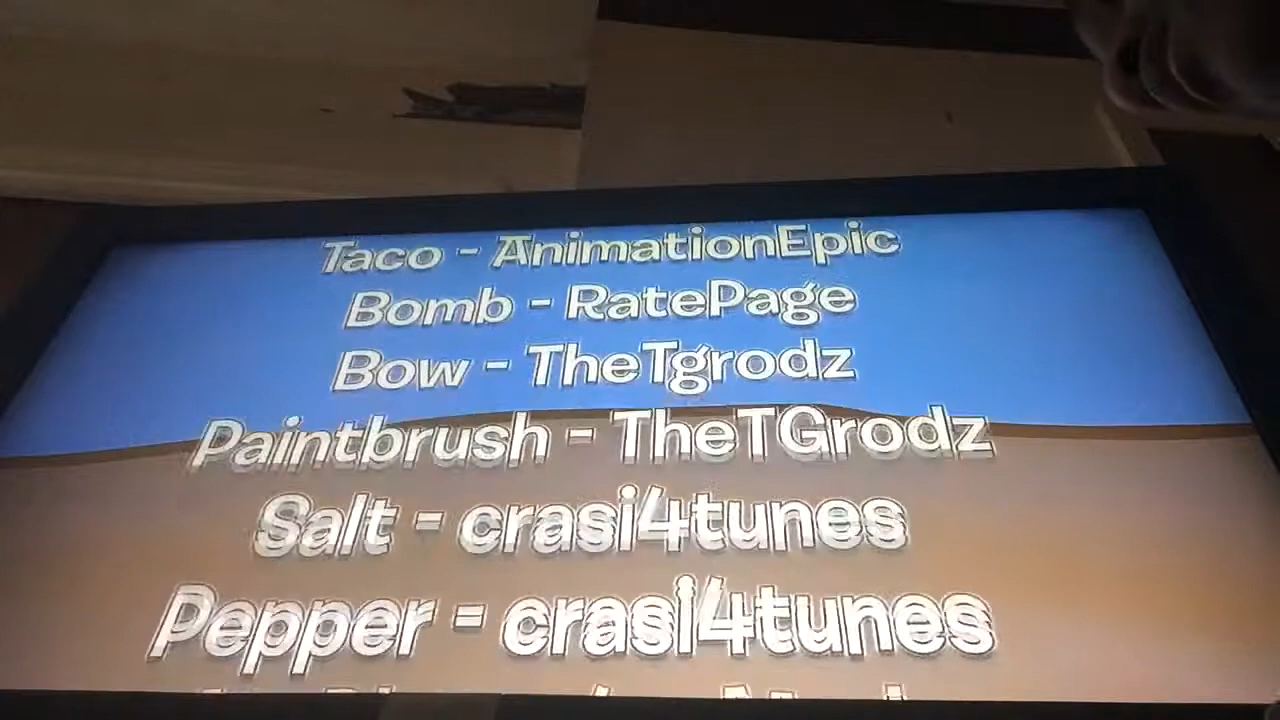 Taco - AnimationEpic
Bomb - RatePage
Bow - TheTgrodz
Paintbrush - TheTGrodz
Salt - crasi4tunes
Pepper - crasi4tunes